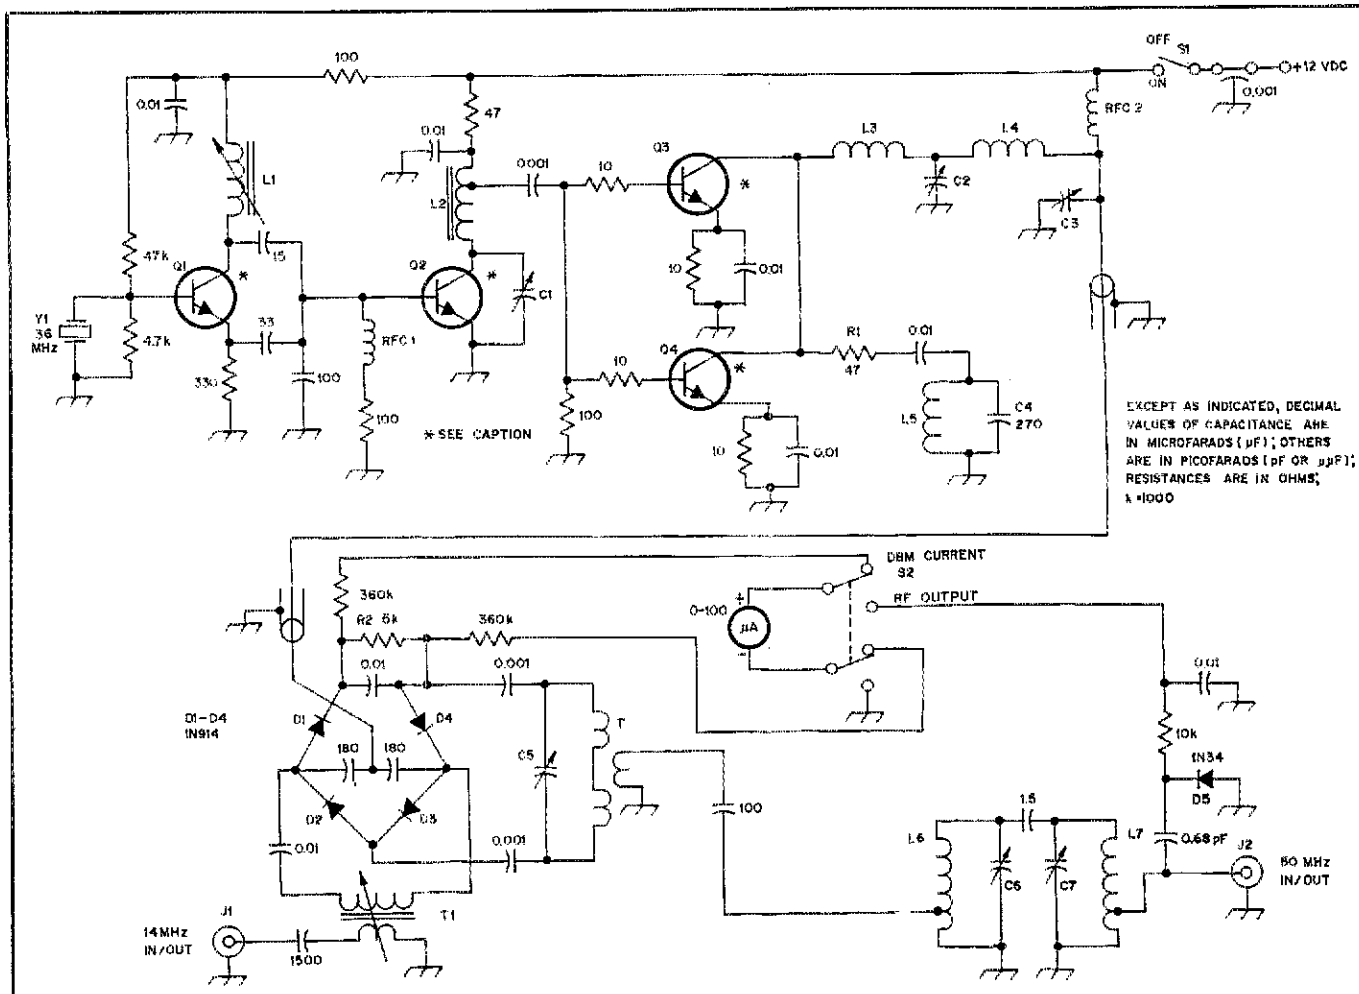 OFF
S1
100
ON
+12 VDC
0.001
0.01
47
RFC 2
L3
L4
0.01
Q3
0.001
10
*
L1
L2
C2
C3
47k
15
Q1
*
Q2
*
10
0.01
C1
Y1
36
MHz
33
4.7k
RFC 1
Q4
*
R1
47
0.01
10
330
100
100
100
L5
C4
270
* SEE CAPTION
10
0.01
EXCEPT AS INDICATED, DECIMAL
VALUES OF CAPACITANCE ARE
IN MICROFARADS (µF); OTHERS
ARE IN PICOFARADS (pF OR µµF);
RESISTANCES ARE IN OHMS;
k=1000
DBM CURRENT
S2
RF OUTPUT
360k
+
0-100
µA
-
R2
360k
0.01
0.001
0.01
D1-D4
1N914
D1
D4
T
10k
180
180
C5
1N34
D5
D2
D3
100
1.5
0.01
0.001
L6
L7
0.68pF
J2
C6
C7
50 MHz
IN/OUT
J1
T1
14MHz
IN/OUT
1500